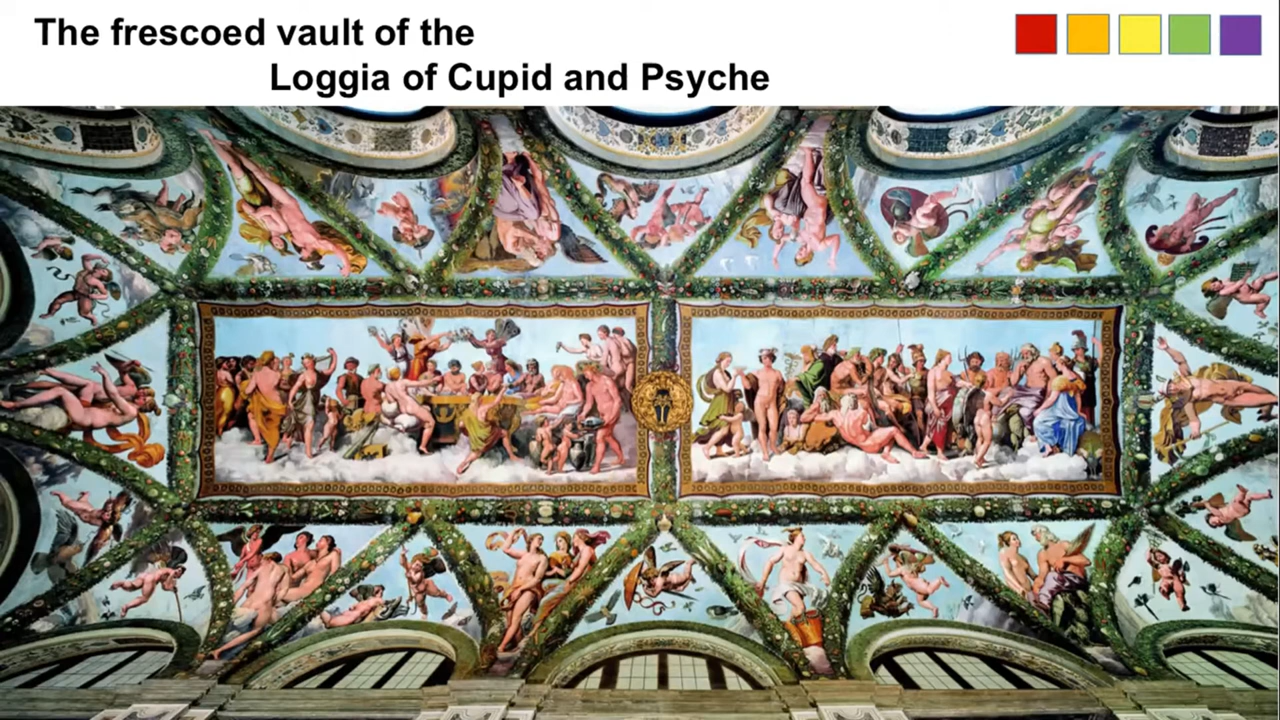 The frescoed vault of the
Loggia of Cupid and Psyche